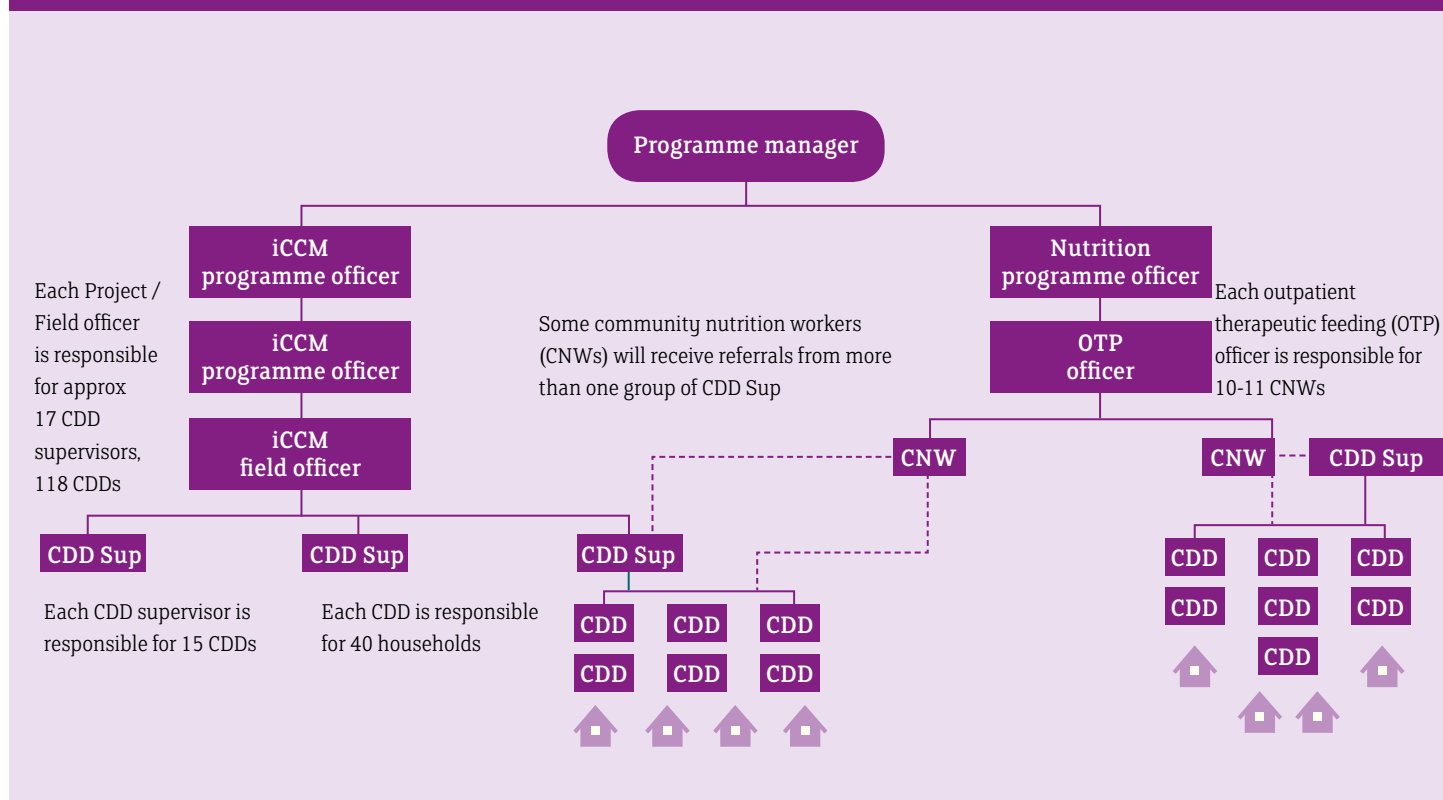 Programme manager
iCCM
programme officer
Nutrition
programme officer
Each Project /
Field officer
is responsible
for approx
17 CDD
supervisors,
118 CDDs
iCCM
programme officer
Some community nutrition workers
(CNWs) will receive referrals from more
than one group of CDD Sup
OTP
officer
Each outpatient
therapeutic feeding (OTP)
officer is responsible for
10-11 CNWs
iCCM
field officer
CNW
CNW
CDD Sup
CDD Sup
CDD Sup
CDD Sup
Each CDD supervisor is
responsible for 15 CDDs
Each CDD is responsible
for 40 households
CDD
CDD
CDD
CDD
CDD
CDD
CDD
CDD
CDD
CDD
CDD
CDD
CDD